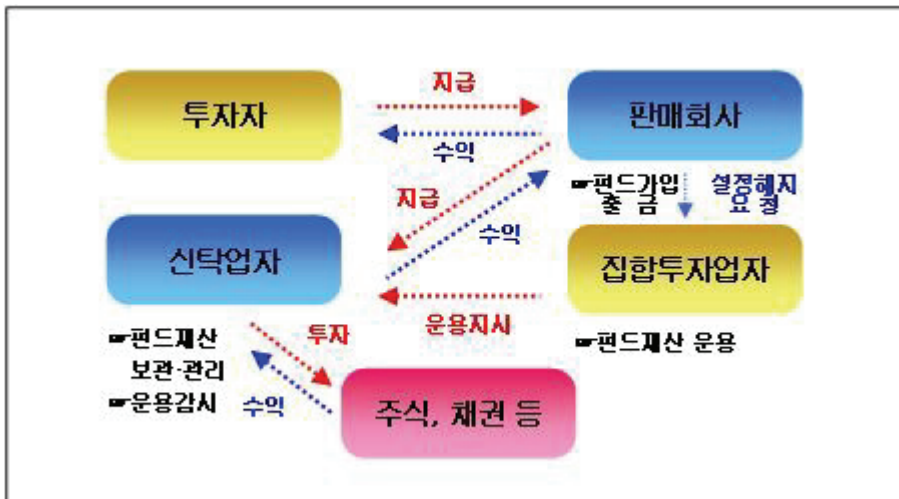 지급
투자자
판매회사
수익
☞펀드가입
출 금
설정해지
요 청
지급
수익
신탁업자
집합투자업자
운용지시
☞펀드재산
보관·관리
☞운용감시
투자
☞펀드재산 운용
수익
주식, 채권 등